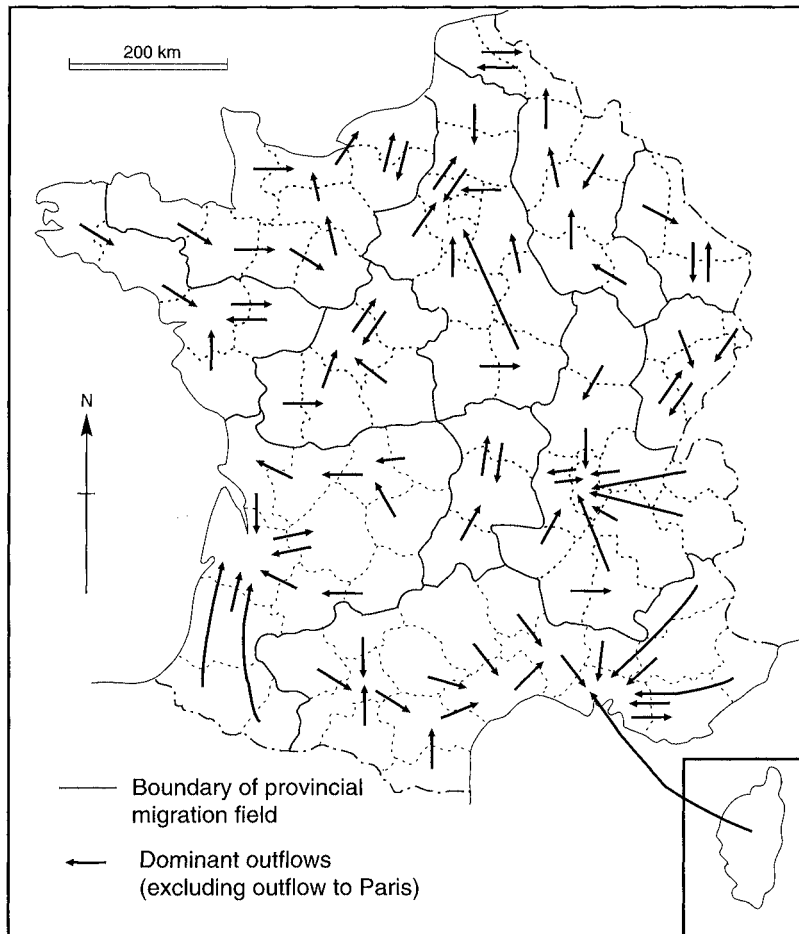 200 km
N
Boundary of provincial
migration field
Dominant outflows
(excluding outflow to Paris)